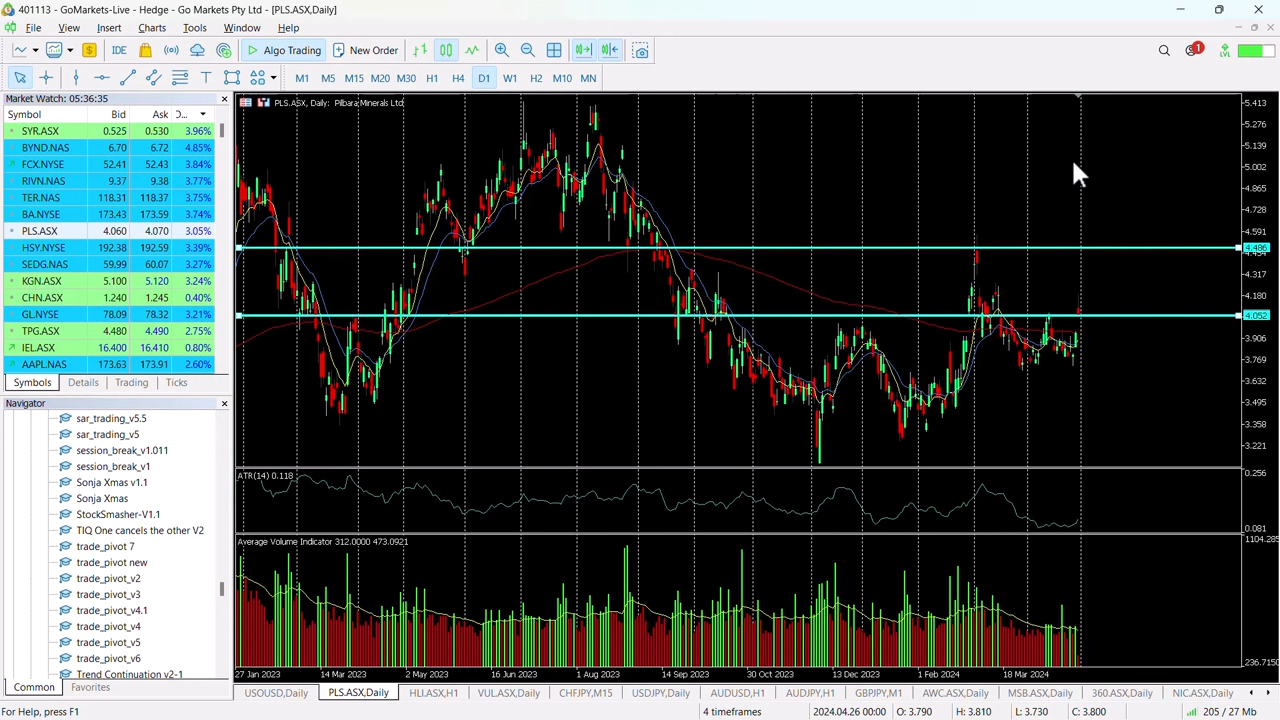 401113 - GoMarkets-Live - Hedge - Go Markets Pty Ltd - [PLS.ASX,Daily]
File View Insert Charts Tools Window Help
IDE Algo Trading New Order 1 LVL
T M1 M5 M15 M20 M30 H1 H4 D1 W1 H2 M10 MN
Market Watch: 05:36:35
Symbol Bid Ask D...
SYR.ASX 0.525 0.530 3.96%
BYND.NAS 6.70 6.72 4.85%
FCX.NYSE 52.41 52.43 3.84%
RIVN.NAS 9.37 9.38 3.77%
TER.NAS 118.31 118.37 3.75%
BA.NYSE 173.43 173.59 3.74%
PLS.ASX 4.060 4.070 3.05%
HSY.NYSE 192.38 192.59 3.39%
SEDG.NAS 59.99 60.07 3.27%
KGN.ASX 5.100 5.120 3.24%
CHN.ASX 1.240 1.245 0.40%
GL.NYSE 78.09 78.32 3.21%
TPG.ASX 4.480 4.490 2.75%
IEL.ASX 16.400 16.410 0.80%
AAPL.NAS 173.63 173.91 2.60%
Symbols Details Trading Ticks
Navigator
sar_trading_v5.5
sar_trading_v5
session_break_v1.011
session_break_v1
Sonja Xmas v1.1
Sonja Xmas
StockSmasher-V1.1
TIQ One cancels the other V2
trade_pivot 7
trade_pivot new
trade_pivot_v2
trade_pivot_v3
trade_pivot_v4.1
trade_pivot_v4
trade_pivot_v5
trade_pivot_v6
Trend Continuation v2-1
Common Favorites
PLS.ASX, Daily: Pilbara Minerals Ltd
5.413
5.276
5.139
5.002
4.865
4.728
4.591
4.486
4.454
4.317
4.180
4.052
3.906
3.769
3.632
3.495
3.358
3.221
ATR(14) 0.118
0.256
0.081
Average Volume Indicator 312.0000 473.0921
1104.285
236.7150
27 Jan 2023 14 Mar 2023 2 May 2023 16 Jun 2023 1 Aug 2023 14 Sep 2023 30 Oct 2023 13 Dec 2023 1 Feb 2024 18 Mar 2024
USOUSD,Daily PLS.ASX,Daily HLI.ASX,H1 VUL.ASX,Daily CHFJPY,M15 USDJPY,Daily AUDUSD,H1 AUDJPY,H1 GBPJPY,M1 AWC.ASX,Daily MSB.ASX,Daily 360.ASX,Daily NIC.ASX,Daily
For Help, press F1 4 timeframes 2024.04.26 00:00 O: 3.790 H: 3.810 L: 3.730 C: 3.800 205 / 27 Mb